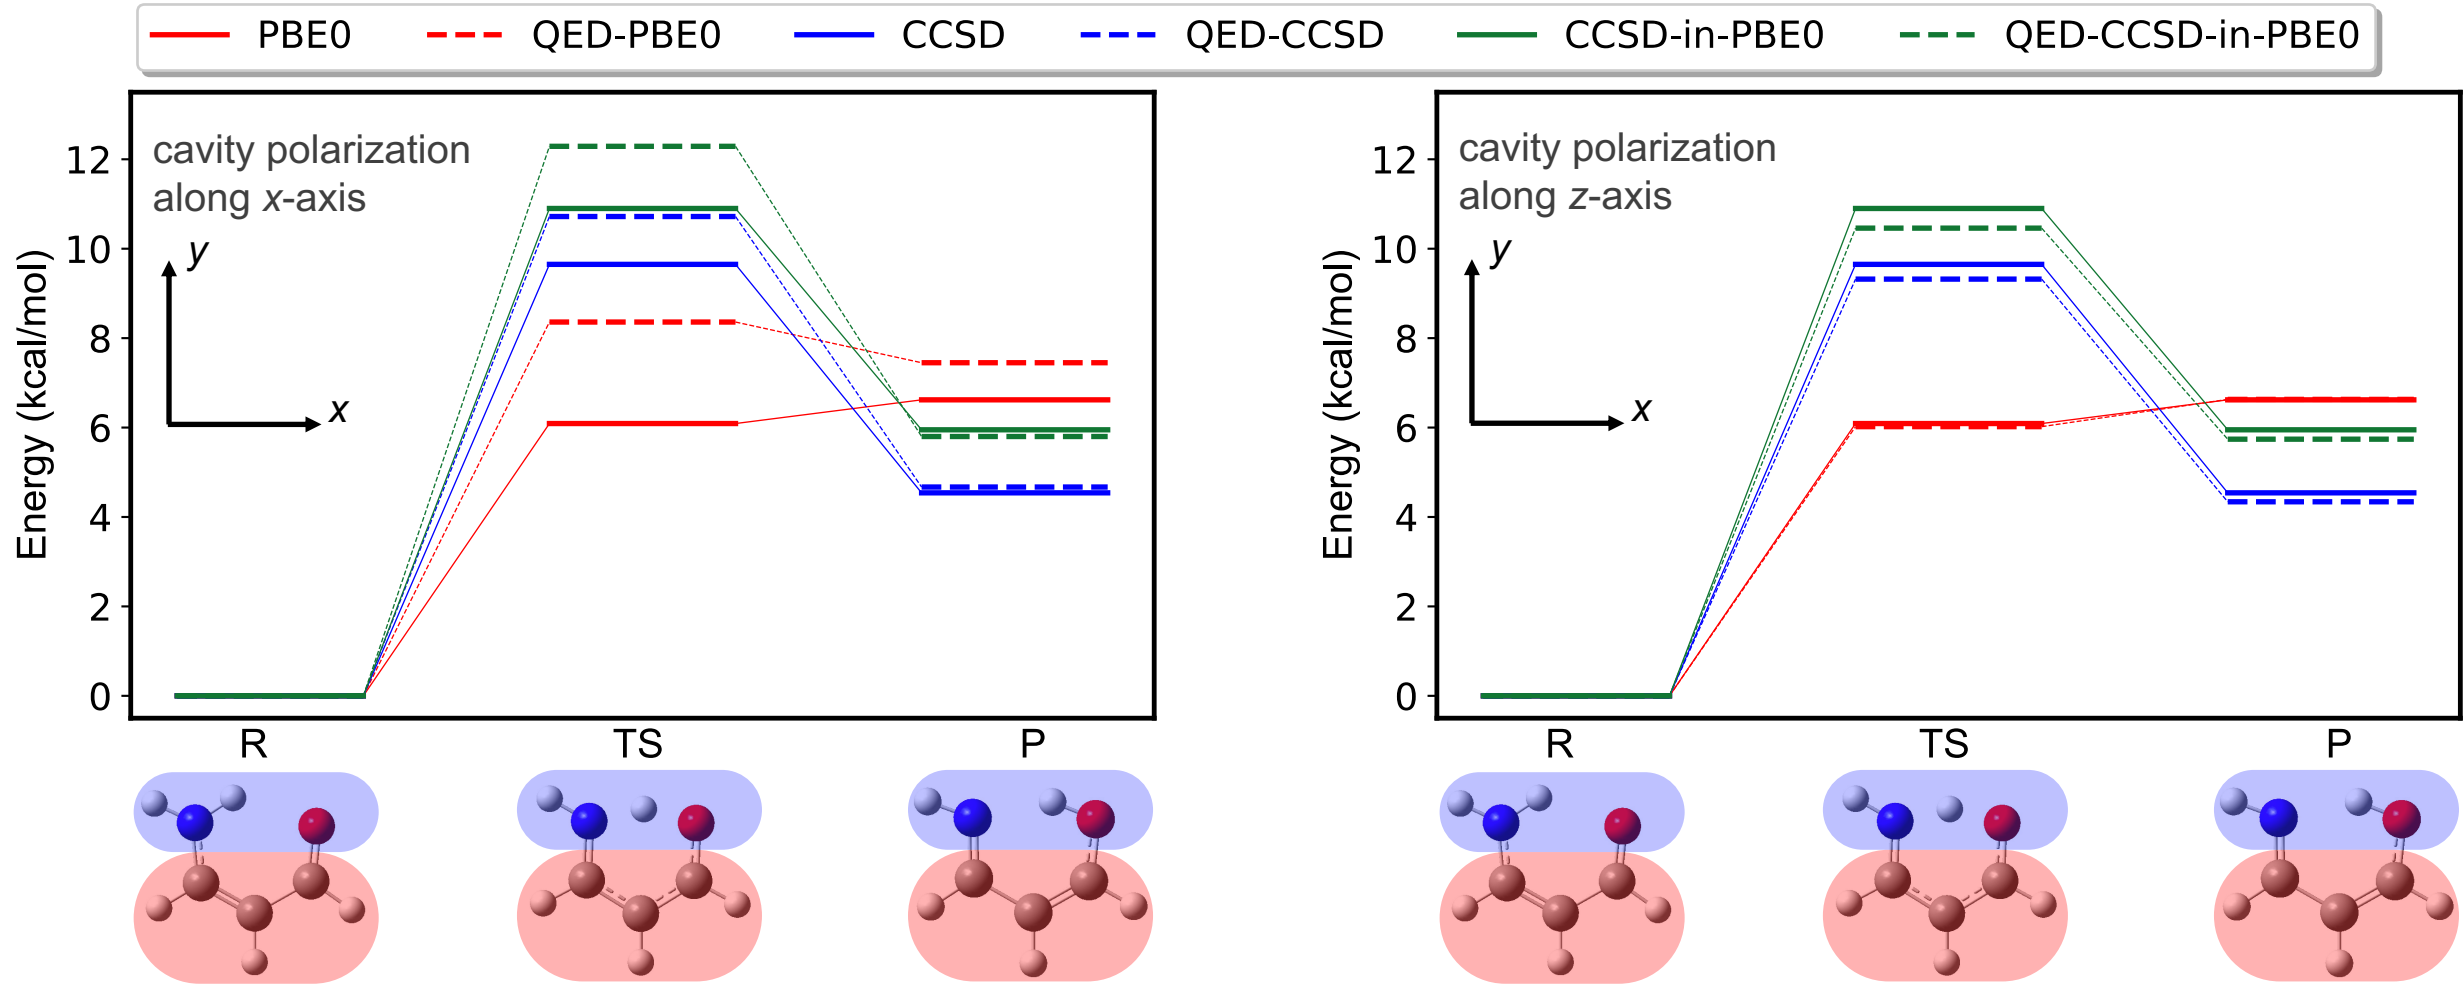 PBE0 QED-PBE0 CCSD QED-CCSD CCSD-in-PBE0 QED-CCSD-in-PBE0
cavity polarization
along x-axis
y
x
Energy (kcal/mol)
12
10
8
6
4
2
0
R TS P
cavity polarization
along z-axis
y
x
Energy (kcal/mol)
12
10
8
6
4
2
0
R TS P